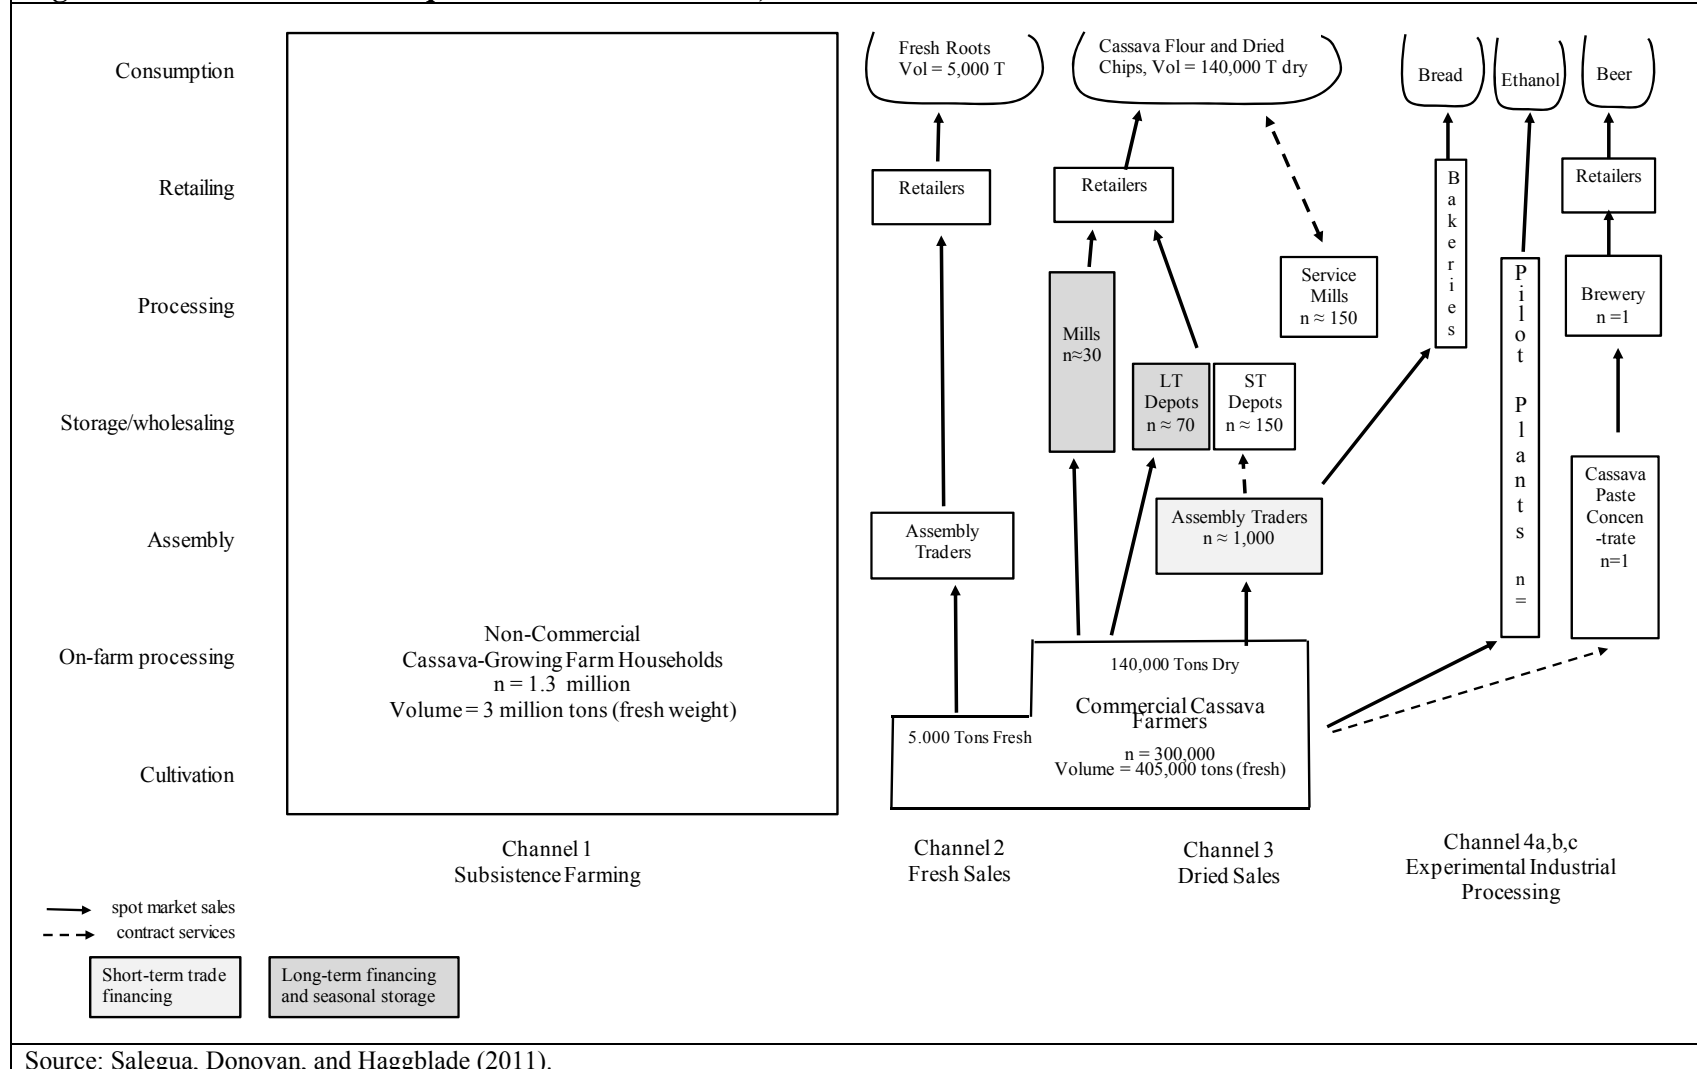 Consumption
Retailing
Processing
Storage/wholesaling
Assembly
On-farm processing
Cultivation
Non-Commercial
Cassava-Growing Farm Households
n = 1.3 million
Volume = 3 million tons (fresh weight)
Channel 1
Subsistence Farming
Fresh Roots
Vol = 5,000 T
Retailers
Assembly
Traders
5.000 Tons Fresh
Channel 2
Fresh Sales
Cassava Flour and Dried
Chips, Vol = 140,000 T dry
Retailers
Service
Mills
n ≈ 150
Mills
n≈30
LT
Depots
n ≈ 70
ST
Depots
n ≈ 150
Assembly Traders
n ≈ 1,000
140,000 Tons Dry
Commercial Cassava
Farmers
n = 300,000
Volume = 405,000 tons (fresh)
Channel 3
Dried Sales
Bread
Bakeries
Ethanol
Pilot Plants n=
Beer
Retailers
Brewery
n =1
Cassava
Paste
Concen
-trate
n=1
Channel 4a,b,c
Experimental Industrial
Processing
spot market sales
contract services
Short-term trade
financing
Long-term financing
and seasonal storage
Source: Salegua, Donovan, and Haggblade (2011).